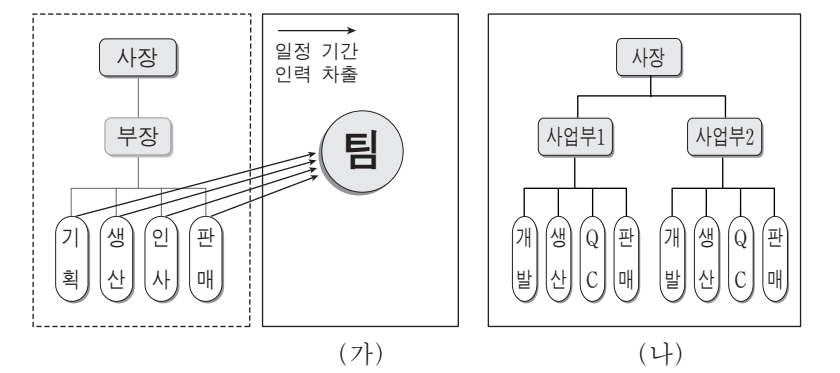 사장
부장
기획
생산
인사
판매
일정 기간
인력 차출
팀
(가)
사장
사업부1
사업부2
개발
생산
QC
판매
개발
생산
QC
판매
(나)